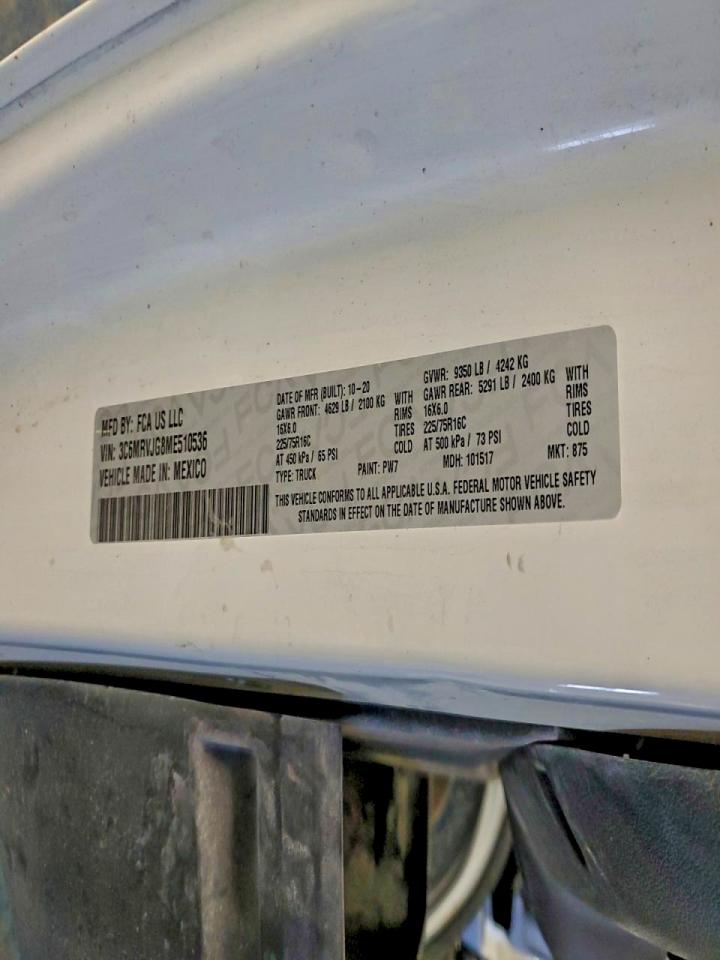 MFD BY: FCA US LLC
VIN: 3C6MRVJG8ME510536
VEHICLE MADE IN: MEXICO
DATE OF MFR (BUILT): 10-20
GAWR FRONT: 4629 LB / 2100 KG WITH
16X6.0 RIMS
225/75R16C TIRES
AT 450 kPa / 65 PSI COLD
TYPE: TRUCK PAINT: PW7
GVWR: 9350 LB / 4242 KG
GAWR REAR: 5291 LB / 2400 KG WITH
16X6.0 RIMS
225/75R16C TIRES
AT 500 kPa / 73 PSI COLD
MDH: 101517 MKT: 875
THIS VEHICLE CONFORMS TO ALL APPLICABLE U.S.A. FEDERAL MOTOR VEHICLE SAFETY
STANDARDS IN EFFECT ON THE DATE OF MANUFACTURE SHOWN ABOVE.